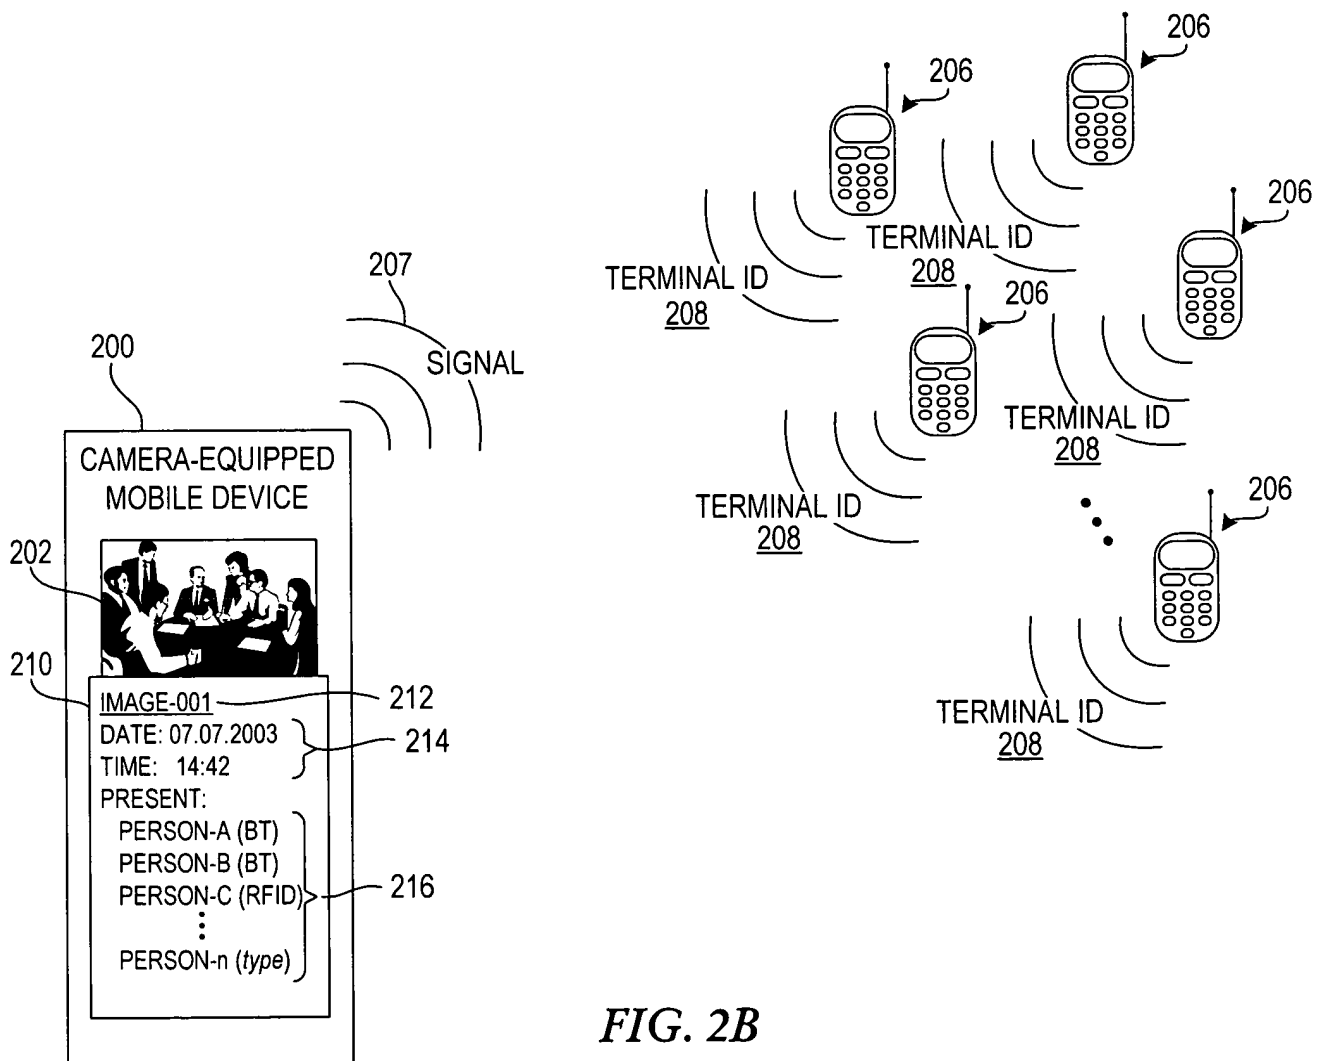 206
206
206
TERMINAL ID
208
TERMINAL ID
208
207
206
SIGNAL
200
TERMINAL ID
208
CAMERA-EQUIPPED
MOBILE DEVICE
TERMINAL ID
208
206
202
210
IMAGE-001
212
DATE: 07.07.2003
214
TIME: 14:42
PRESENT:
PERSON-A (BT)
PERSON-B (BT)
PERSON-C (RFID)
216
PERSON-n (type)
TERMINAL ID
208
FIG. 2B